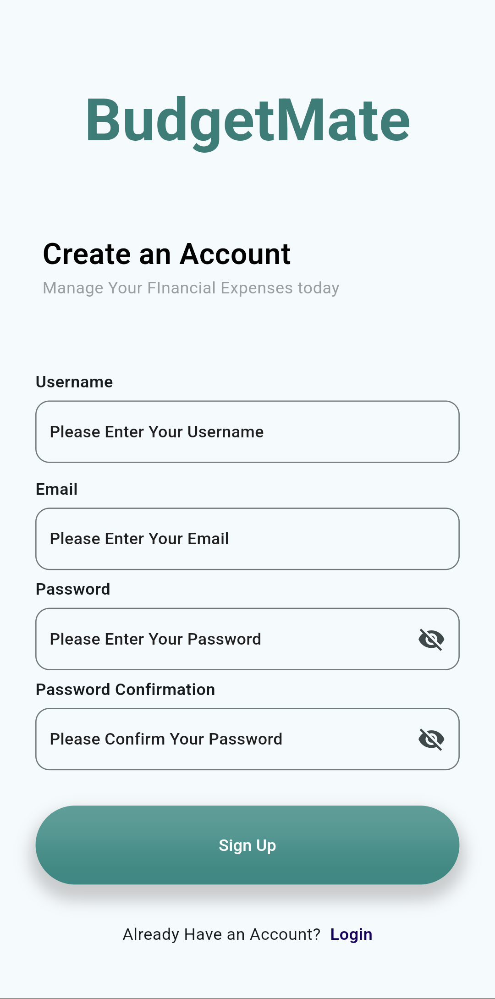 BudgetMate
Create an Account
Manage Your FInancial Expenses today
Username
Please Enter Your Username
Email
Please Enter Your Email
Password
Please Enter Your Password
Password Confirmation
Please Confirm Your Password
Sign Up
Already Have an Account? Login